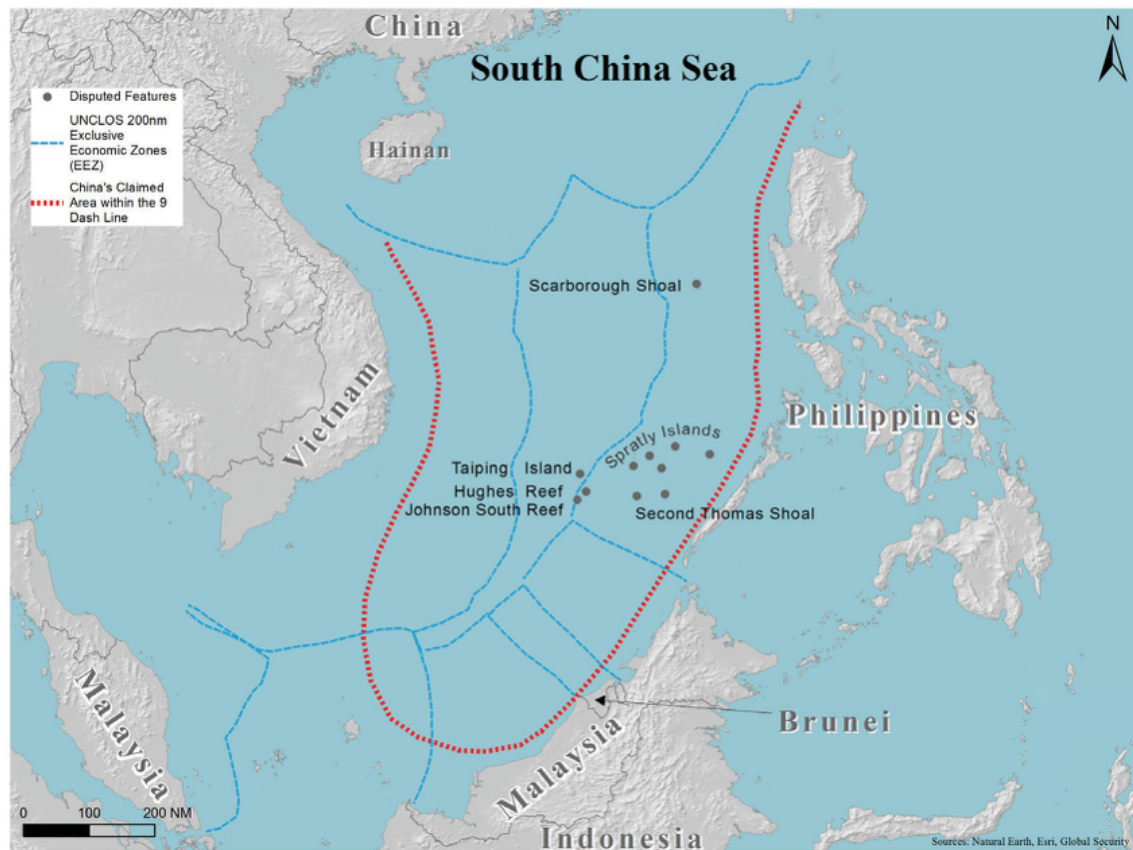 China
N
South China Sea
Disputed Features
UNCLOS 200nm
Exclusive
Economic Zones
(EEZ)
China's Claimed
Area within the 9
Dash Line
Hainan
Scarborough Shoal
Vietnam
Philippines
Spratly Islands
Taiping Island
Hughes Reef
Johnson South Reef
Second Thomas Shoal
Malaysia
Brunei
Malaysia
0 100 200 NM
Indonesia
Sources: Natural Earth, Esri, Global Security